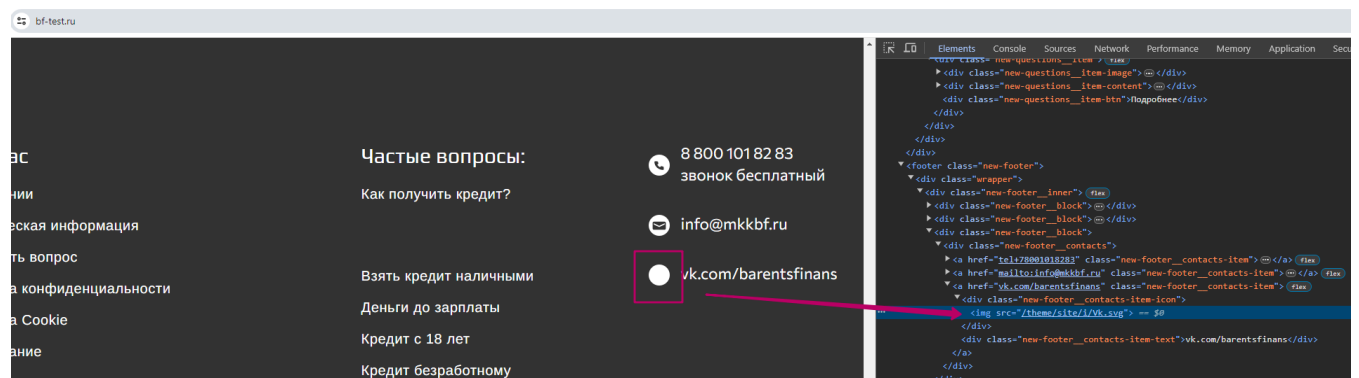 bf-test.ru
Elements Console Sources Network Performance Memory Application Secu
<div class="new-questions__item"> flex
<div class="new-questions__item-image"> </div>
<div class="new-questions__item-content"> </div>
<div class="new-questions__item-btn">Подробнее</div>
</div>
</div>
</div>
</div>
<footer class="new-footer">
<div class="wrapper">
<div class="new-footer__inner"> flex
<div class="new-footer__block"> </div>
<div class="new-footer__block"> </div>
<div class="new-footer__block">
<div class="new-footer__contacts">
<a href="tel+78001018283" class="new-footer__contacts-item"> </a> flex
<a href="mailto:info@mkkbf.ru" class="new-footer__contacts-item"> </a> flex
<a href="vk.com/barentsfinans" class="new-footer__contacts-item"> flex
<div class="new-footer__contacts-item-icon">
<img src="/theme/site/i/Vk.svg"> == $0
</div>
<div class="new-footer__contacts-item-text">vk.com/barentsfinans</div>
</a>
</div>
</div>
ас
нии
еская информация
ть вопрос
а конфиденциальности
а Cookie
ание
Частые вопросы:
Как получить кредит?
Взять кредит наличными
Деньги до зарплаты
Кредит с 18 лет
Кредит безработному
8 800 101 82 83
звонок бесплатный
info@mkkbf.ru
vk.com/barentsfinans